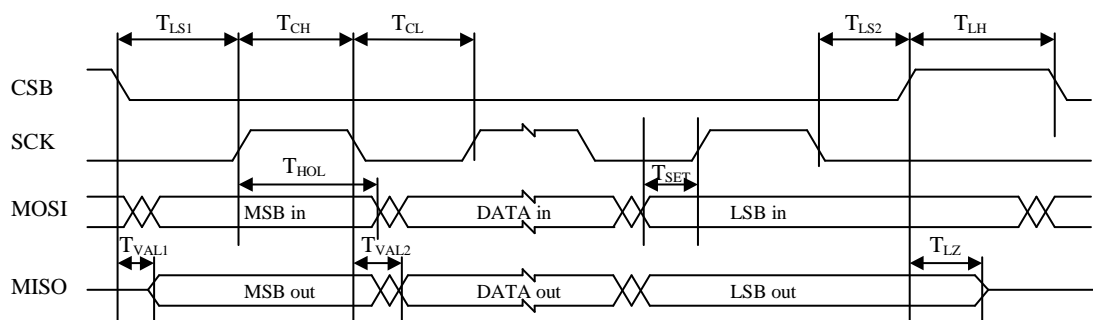 TLS1 TCH TCL TLS2 TLH
CSB
SCK
THOL TSET
MOSI MSB in DATA in LSB in
TVAL1 TVAL2 TLZ
MISO MSB out DATA out LSB out